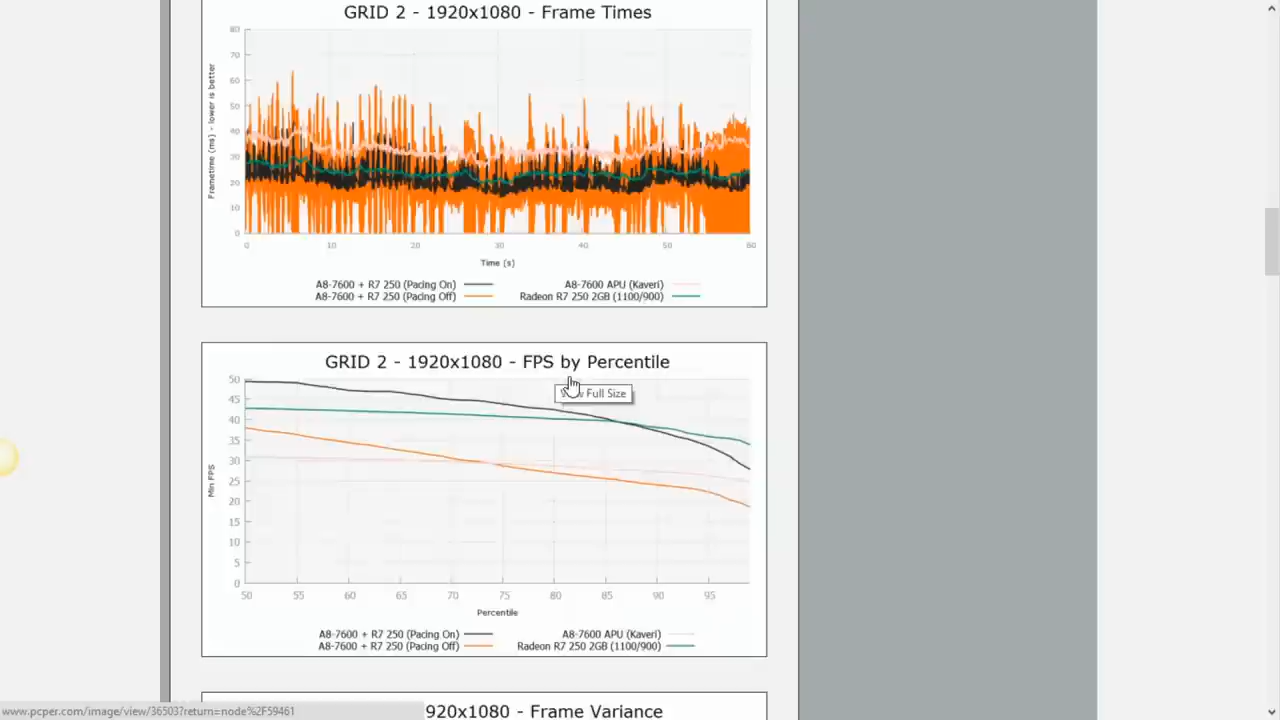 GRID 2 - 1920x1080 - Frame Times
80
70
60
50
40
30
20
10
0
Frametime (ms) - lower is better
0 10 20 30 40 50 60
Time (s)
A8-7600 + R7 250 (Pacing On) A8-7600 APU (Kaveri)
A8-7600 + R7 250 (Pacing Off) Radeon R7 250 2GB (1100/900)
GRID 2 - 1920x1080 - FPS by Percentile
Full Size
50
45
40
35
30
25
20
15
10
5
0
Min FPS
50 55 60 65 70 75 80 85 90 95
Percentile
A8-7600 + R7 250 (Pacing On) A8-7600 APU (Kaveri)
A8-7600 + R7 250 (Pacing Off) Radeon R7 250 2GB (1100/900)
920x1080 - Frame Variance
www.pcper.com/image/view/36503?return=node%2F59461